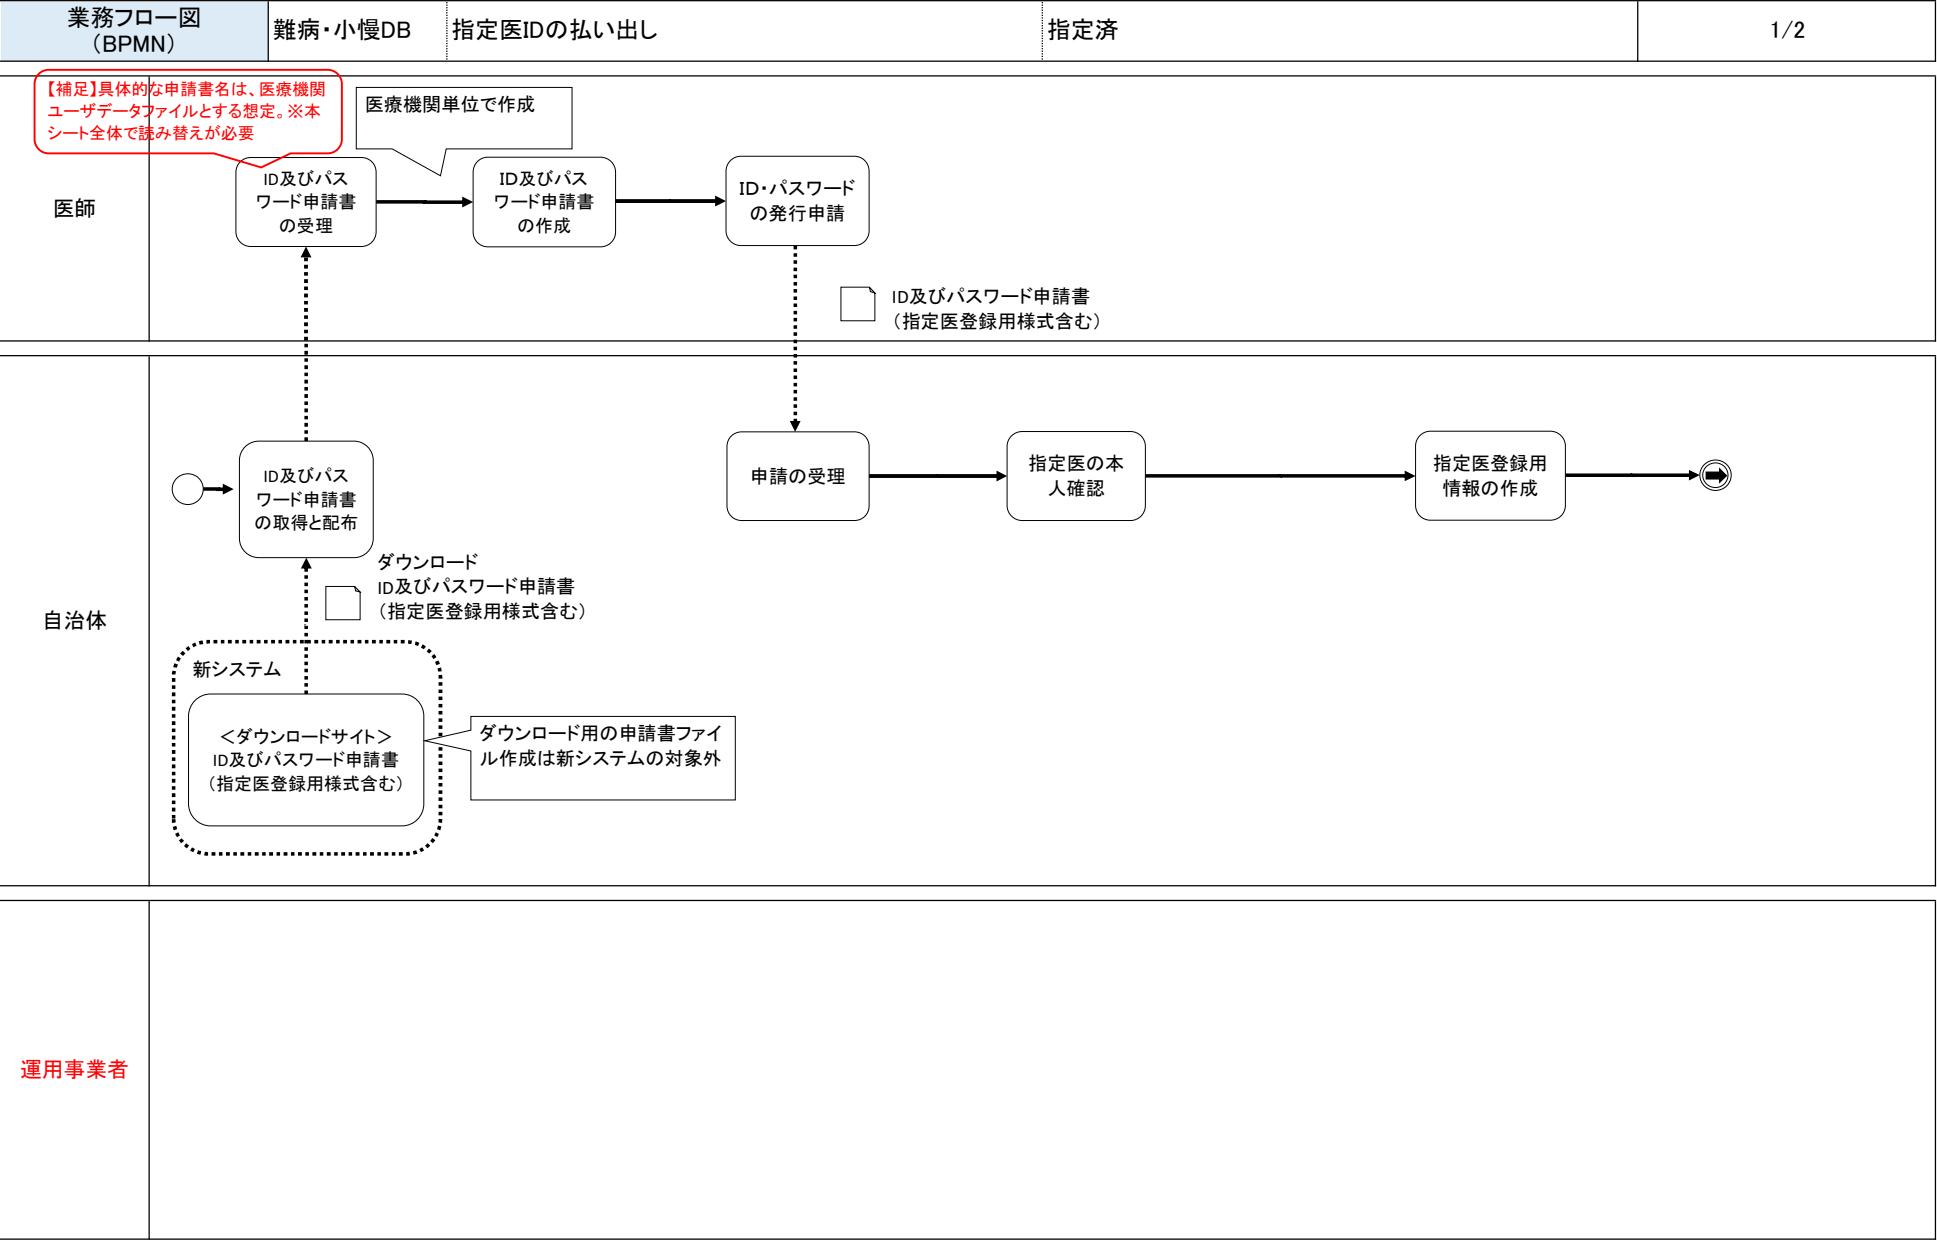 業務フロー図
（BPMN）
難病・小慢DB
指定医IDの払い出し
指定済
1/2
【補足】具体的な申請書名は、医療機関
ユーザデータファイルとする想定。※本
シート全体で読み替えが必要
医療機関単位で作成
医師
ID及びパス
ワード申請書
の受理
ID及びパス
ワード申請書
の作成
ID・パスワード
の発行申請
ID及びパスワード申請書
（指定医登録用様式含む）
自治体
ID及びパス
ワード申請書
の取得と配布
申請の受理
指定医の本
人確認
指定医登録用
情報の作成
ダウンロード
ID及びパスワード申請書
（指定医登録用様式含む）
新システム
＜ダウンロードサイト＞
ID及びパスワード申請書
（指定医登録用様式含む）
ダウンロード用の申請書ファイ
ル作成は新システムの対象外
運用事業者